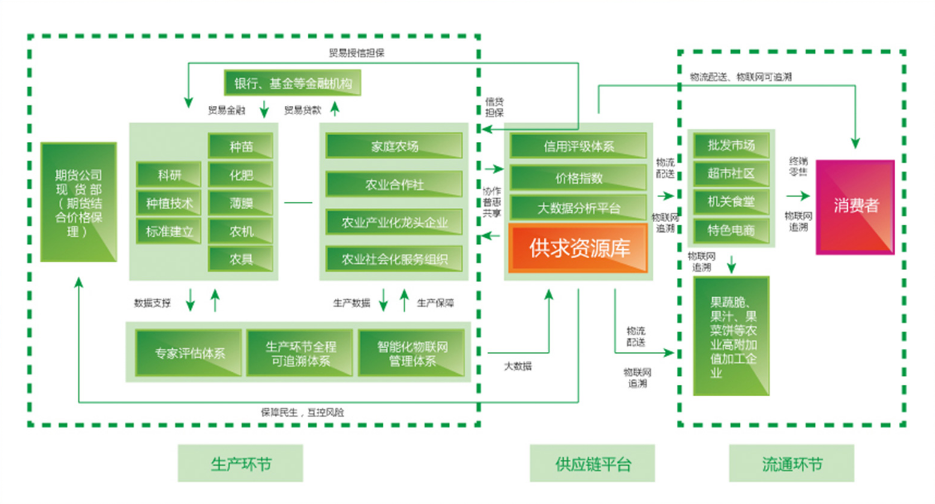 贸易授信担保
银行、基金等金融机构
贸易金融
贸易贷款
期货公司
现货部
（期货结
合价格保
理）
科研
种植技术
标准建立
种苗
化肥
薄膜
农机
农具
家庭农场
农业合作社
农业产业化龙头企业
农业社会化服务组织
数据支撑
生产数据
生产保障
专家评估体系
生产环节全程
可追溯体系
智能化物联网
管理体系
保障民生，互控风险
信贷
担保
协作
普惠
共享
大数据
信用评级体系
价格指数
大数据分析平台
供求资源库
物流
配送
物联网
追溯
物流
配送
物联网
追溯
物流配送、物联网可追溯
批发市场
超市社区
机关食堂
特色电商
终端
零售
物联网
追溯
消费者
物联网
追溯
果蔬脆、
果汁、果
菜饼等农
业高附加
值加工企
业
生产环节
供应链平台
流通环节